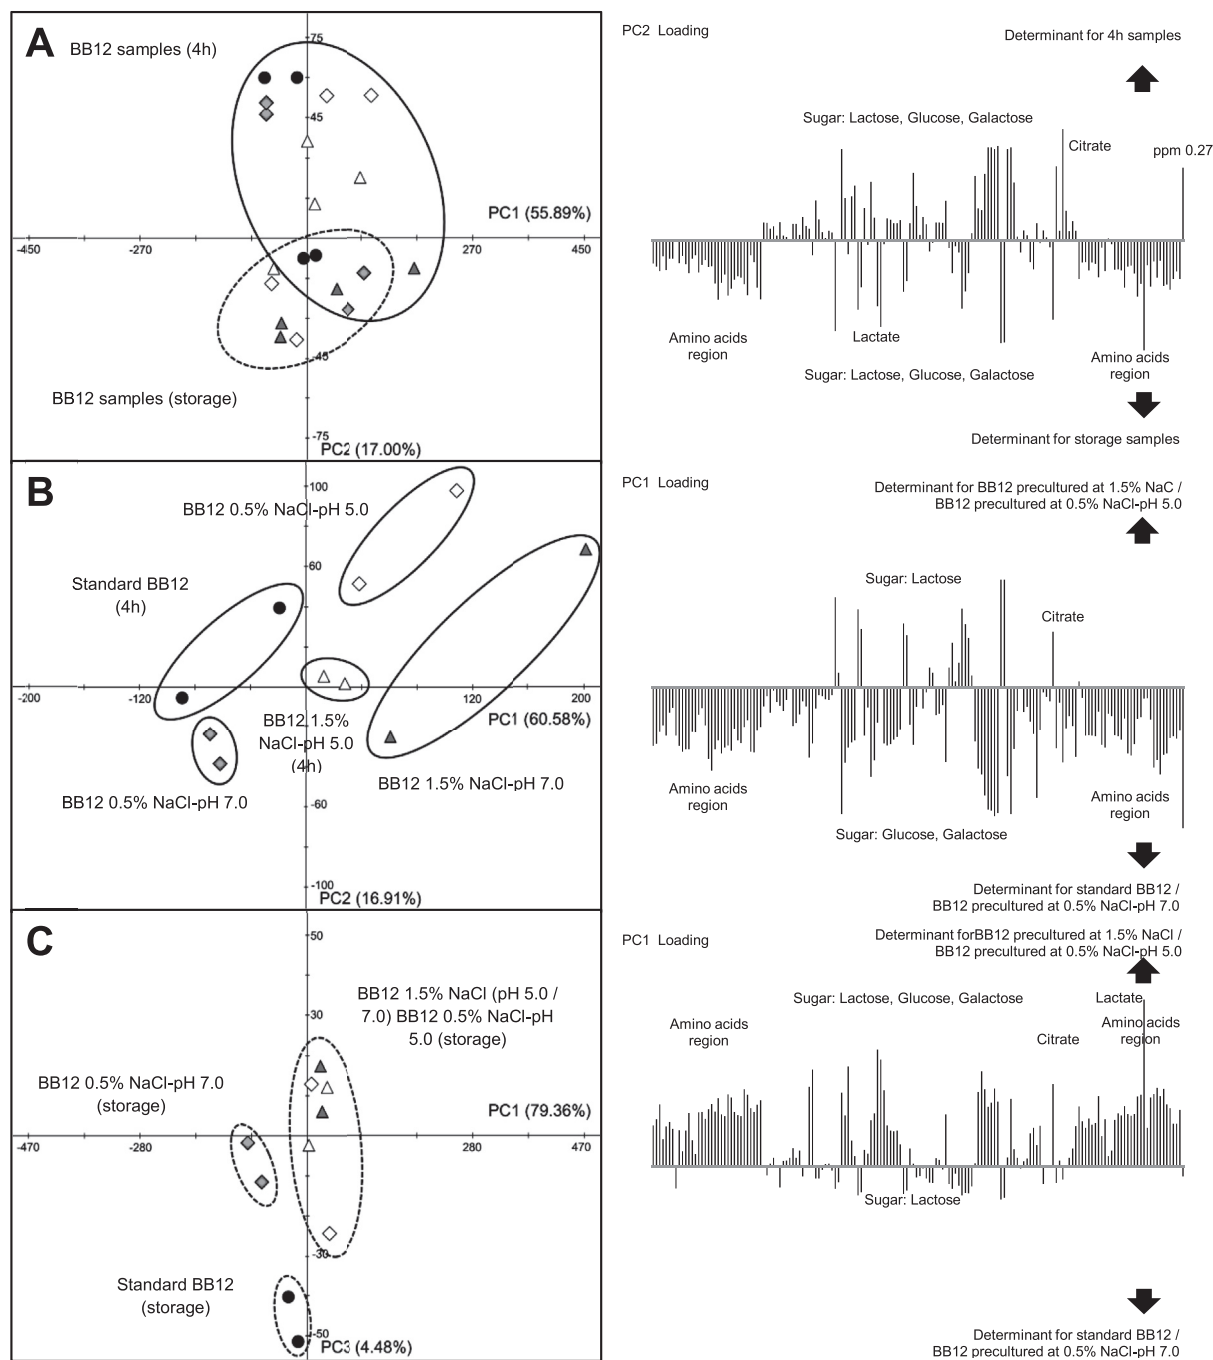 A
BB12 samples (4h)
75
45
PC1 (55.89%)
-450
-270
270
450
-45
BB12 samples (storage)
-75
PC2 (17.00%)
PC2 Loading
Determinant for 4h samples
Sugar: Lactose, Glucose, Galactose
Citrate
ppm 0.27
Amino acids
region
Lactate
Sugar: Lactose, Glucose, Galactose
Amino acids
region
Determinant for storage samples
B
100
BB12 0.5% NaCl-pH 5.0
60
Standard BB12
(4h)
-200
-120
120
200
PC1 (60.58%)
BB12 1.5%
NaCl-pH 5.0
(4h)
BB12 1.5% NaCl-pH 7.0
BB12 0.5% NaCl-pH 7.0
-60
-100
PC2 (16.91%)
PC1 Loading
Determinant for BB12 precultured at 1.5% NaC /
BB12 precultured at 0.5% NaCl-pH 5.0
Sugar: Lactose
Citrate
Amino acids
region
Amino acids
region
Sugar: Glucose, Galactose
Determinant for standard BB12 /
BB12 precultured at 0.5% NaCl-pH 7.0
C
50
BB12 1.5% NaCl (pH 5.0 /
7.0) BB12 0.5% NaCl-pH
5.0 (storage)
30
BB12 0.5% NaCl-pH 7.0
(storage)
PC1 (79.36%)
-470
-280
280
470
-30
Standard BB12
(storage)
-50
PC3 (4.48%)
PC1 Loading
Determinant forBB12 precultured at 1.5% NaCl /
BB12 precultured at 0.5% NaCl-pH 5.0
Sugar: Lactose, Glucose, Galactose
Lactate
Amino acids
region
Amino acids
region
Citrate
Sugar: Lactose
Determinant for standard BB12 /
BB12 precultured at 0.5% NaCl-pH 7.0